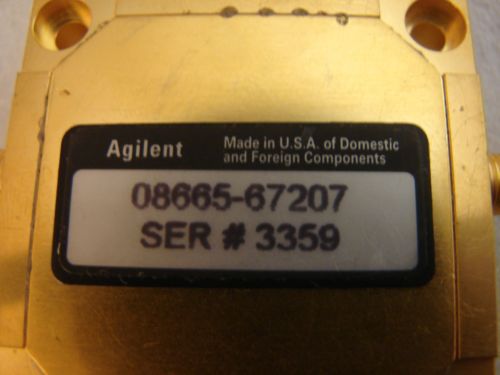 Agilent
Made in U.S.A. of Domestic
and Foreign Components
08665-67207
SER # 3359